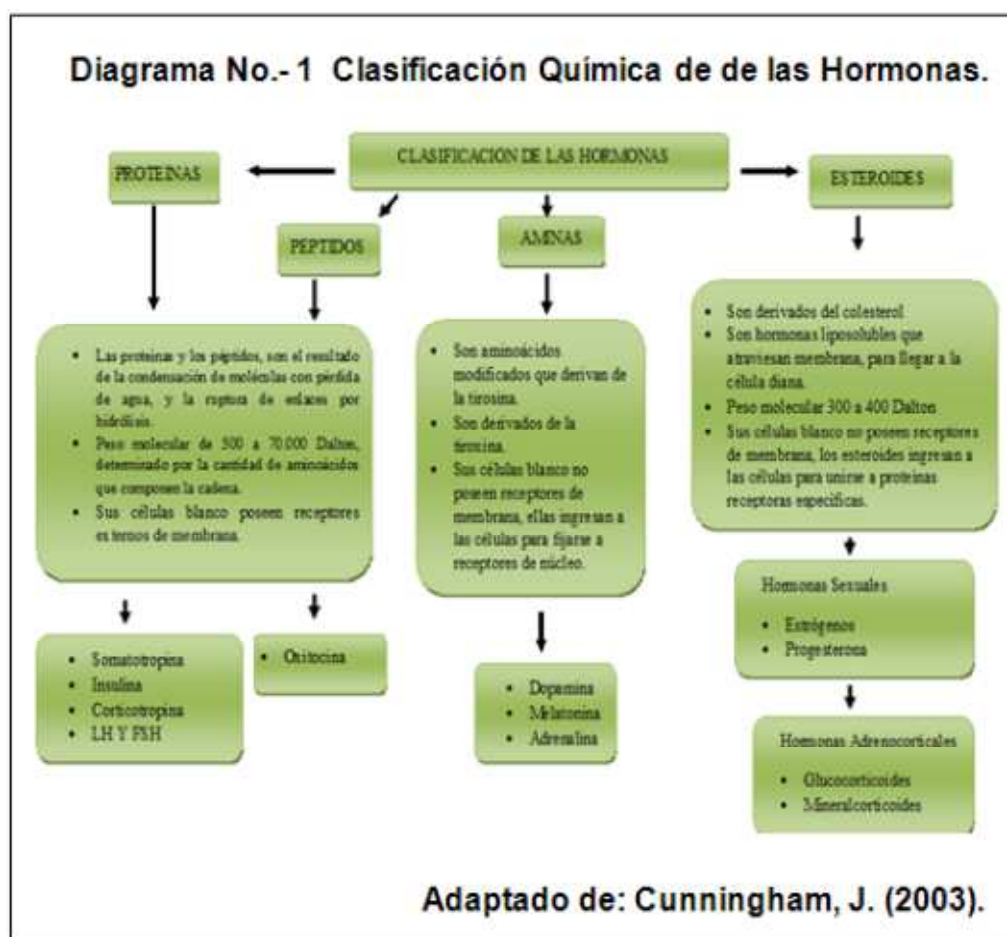 Diagrama No.- 1 Clasificación Química de de las Hormonas.
CLASIFICACION DE LAS HORMONAS
PROTEINAS
PEPTIDOS
AMINAS
ESTEROIDES
• Las proteínas y los péptidos, son el resultado
de la condensación de moléculas con pérdida
de agua, y la ruptura de enlaces por
hidrólisis.
• Peso molecular de 500 a 70.000 Dalton,
determinado por la cantidad de aminoácidos
que componen la cadena.
• Sus células blanco poseen receptores
externos de membrana.
• Somatotropina
• Insulina
• Corticotropina
• LH Y FSH
• Oxitocina
• Son aminoácidos
modificados que derivan de
la tirosina.
• Son derivados de la
tirosina.
• Sus células blanco no
poseen receptores de
membrana, ellas ingresan a
las células para fijarse a
receptores de núcleo.
• Dopamina
• Melatonina
• Adrenalina
• Son derivados del colesterol
• Son hormonas liposolubles que
atraviesan membrana, para llegar a la
célula diana.
• Peso molecular 300 a 400 Dalton
• Sus células blanco no poseen receptores
de membrana, los esteroides ingresan a
las células para unirse a proteínas
receptoras especificas.
Hormonas Sexuales
• Estrógenos
• Progesterona
Hormonas Adrenocorticales
• Glucocorticoides
• Mineralcorticoides
Adaptado de: Cunningham, J. (2003).